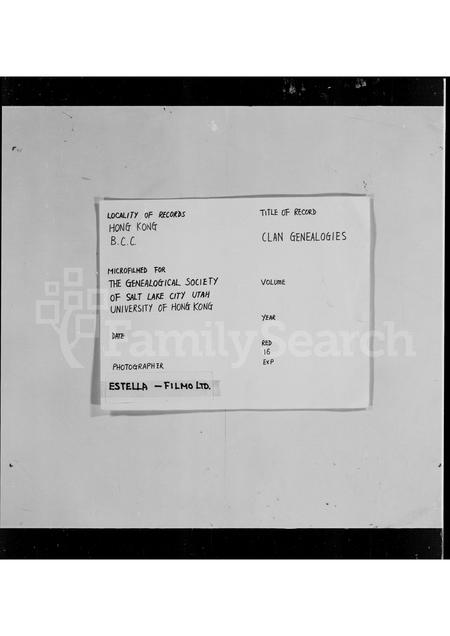 LOCALITY OF RECORDS
HONG KONG
B.C.C.
MICROFILMED FOR
THE GENEALOGICAL SOCIETY
OF SALT LAKE CITY UTAH
UNIVERSITY OF HONG KONG
DATE
PHOTOGRAPHER
ESTELLA - FILMO LTD.
TITLE OF RECORD
CLAN GENEALOGIES
VOLUME
YEAR
RED
16
EXP
FamilySearch